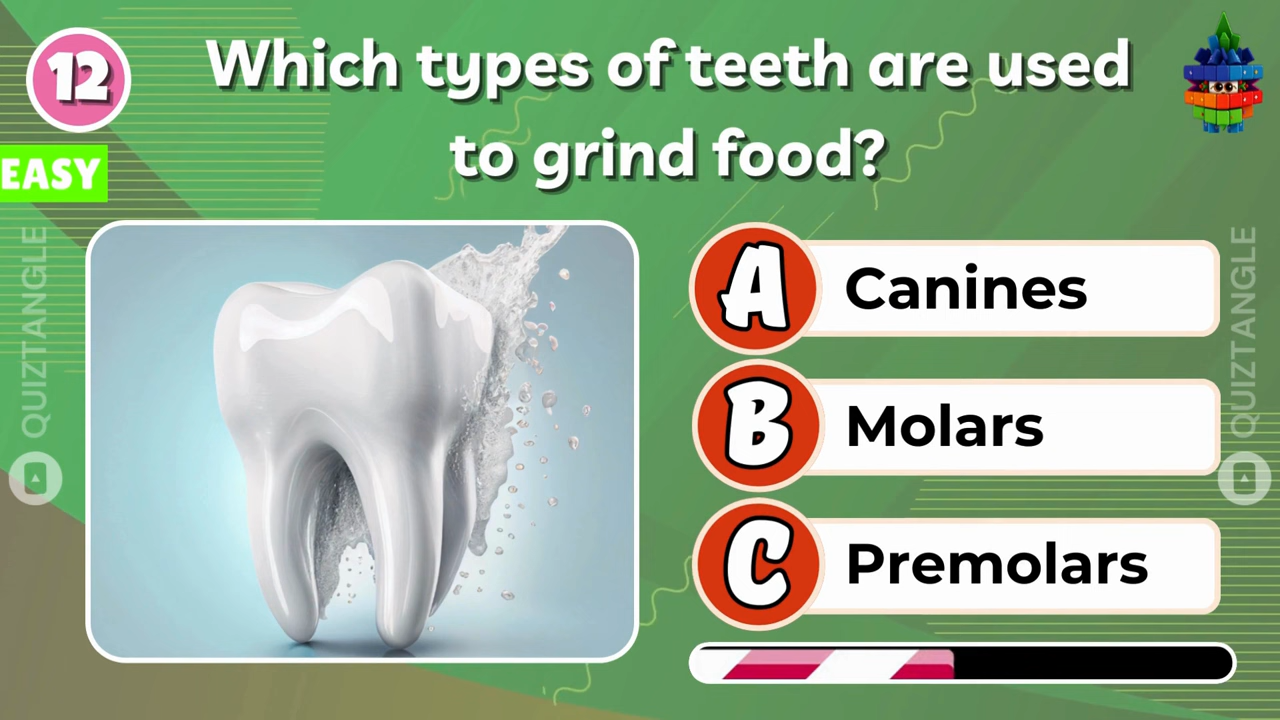 12
Which types of teeth are used
to grind food?
EASY
A Canines
B Molars
C Premolars
QUIZTANGLE
QUIZTANGLE